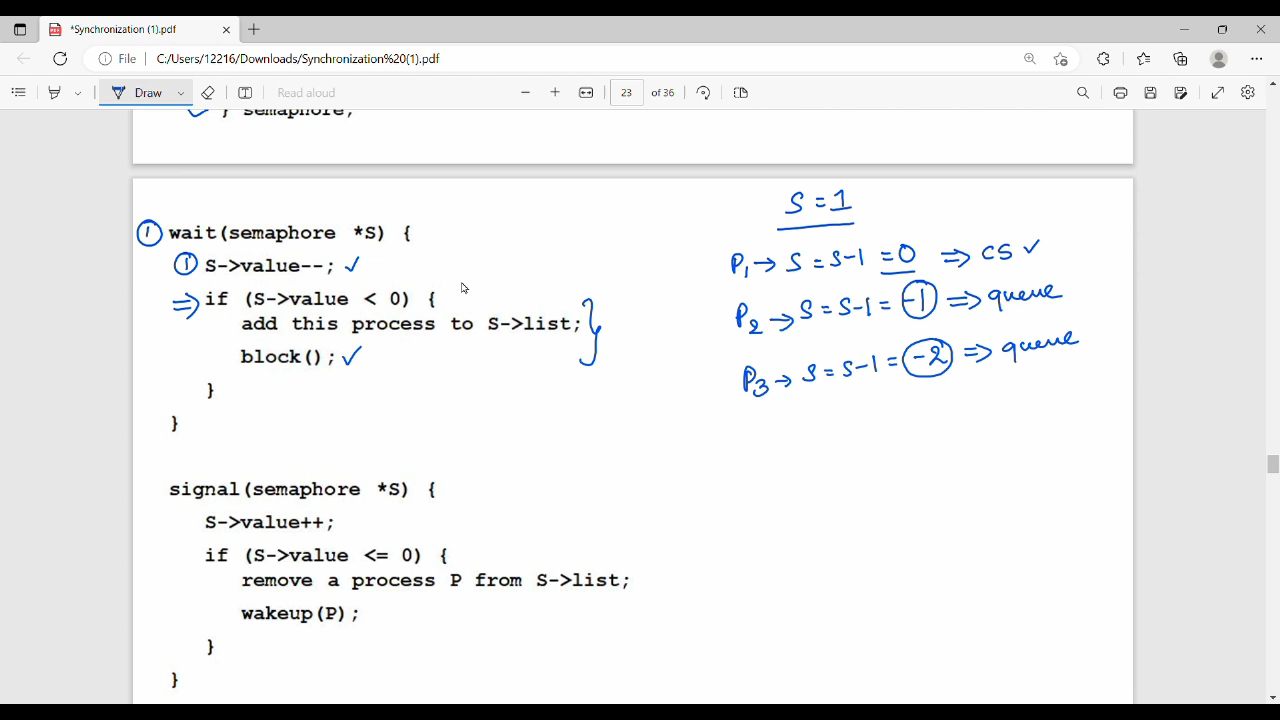 *Synchronization (1).pdf
File
C:/Users/12216/Downloads/Synchronization%20(1).pdf
Draw
Read aloud
23
of 36
} semaphore;
① wait(semaphore *S) {
① S->value--; ✓
⇒ if (S->value < 0) {
add this process to S->list; }
block(); ✓
}
}
signal(semaphore *S) {
S->value++;
if (S->value <= 0) {
remove a process P from S->list;
wakeup(P);
}
}
S = 1
P1 → S = S-1 = 0 ⇒ CS ✓
P2 → S = S-1 = -1 ⇒ queue
P3 → S = S-1 = -2 ⇒ queue